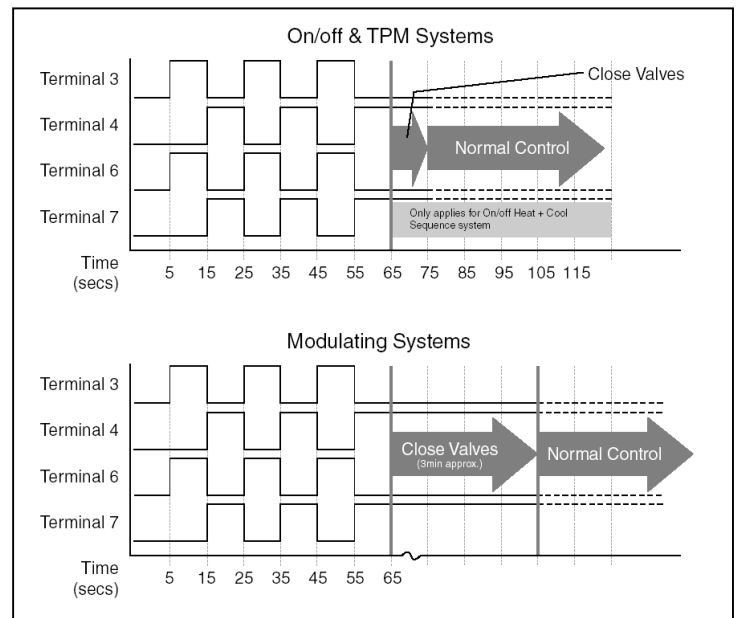 On/off & TPM Systems
Terminal 3
Close Valves
Terminal 4
Normal Control
Terminal 6
Terminal 7
Only applies for On/off Heat + Cool
Sequence system
Time
(secs)
5 15 25 35 45 55 65 75 85 95 105 115
Modulating Systems
Terminal 3
Terminal 4
Close Valves
(3min approx.)
Normal Control
Terminal 6
Terminal 7
Time
(secs)
5 15 25 35 45 55 65